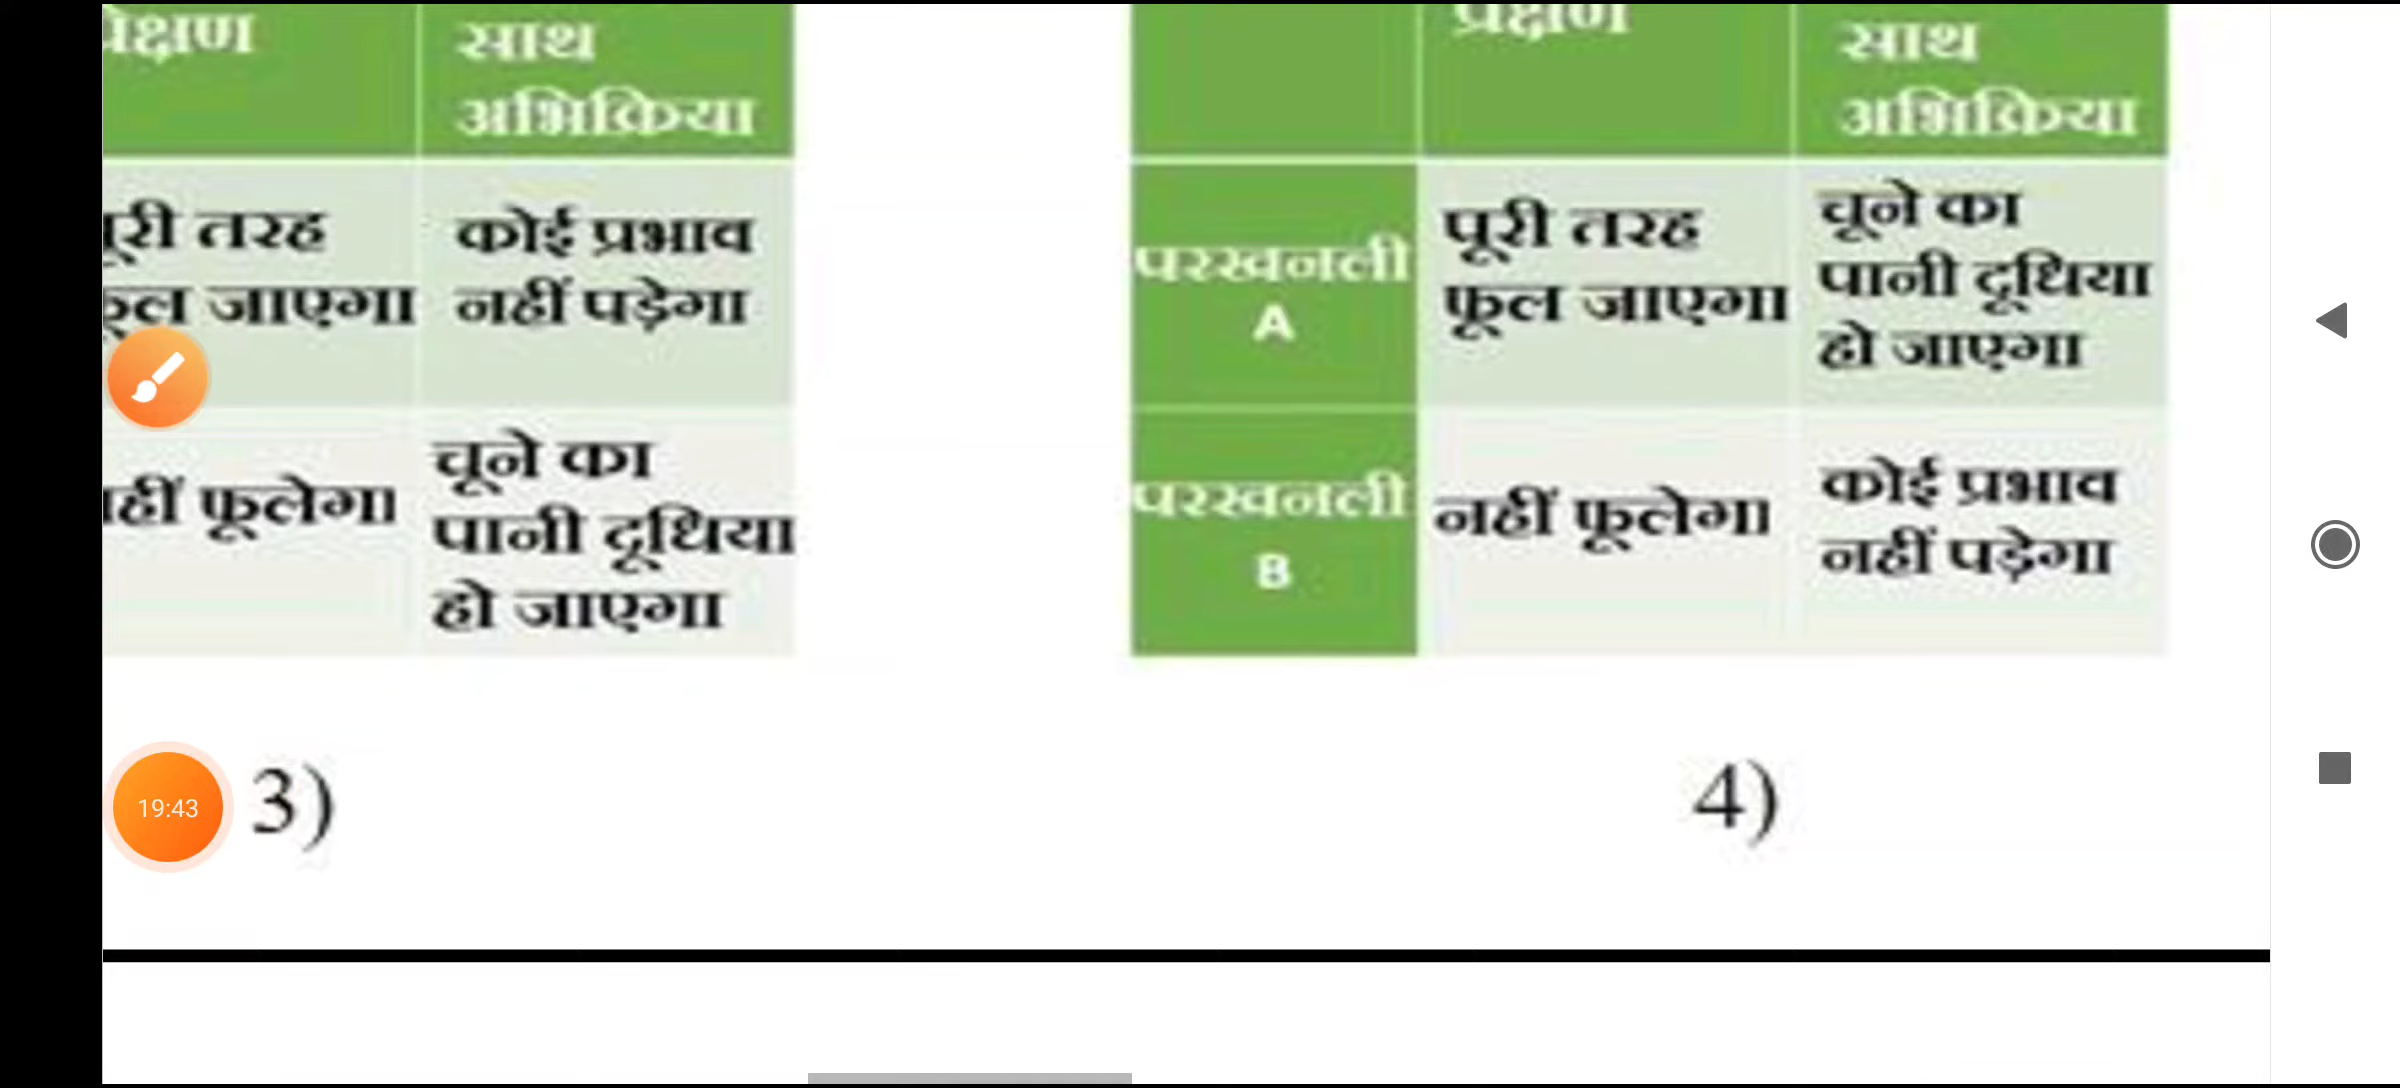 साथ
अभिक्रिया
कोई प्रभाव
नहीं पड़ेगा
तरह
जाएगा
चूने का
पानी दूधिया
हो जाएगा
फूलेगा
3)
साथ
अभिक्रिया
परखनली
A
पूरी तरह
फूल जाएगा
चूने का
पानी दूधिया
हो जाएगा
परखनली
B
नहीं फूलेगा
कोई प्रभाव
नहीं पड़ेगा
4)
19:43